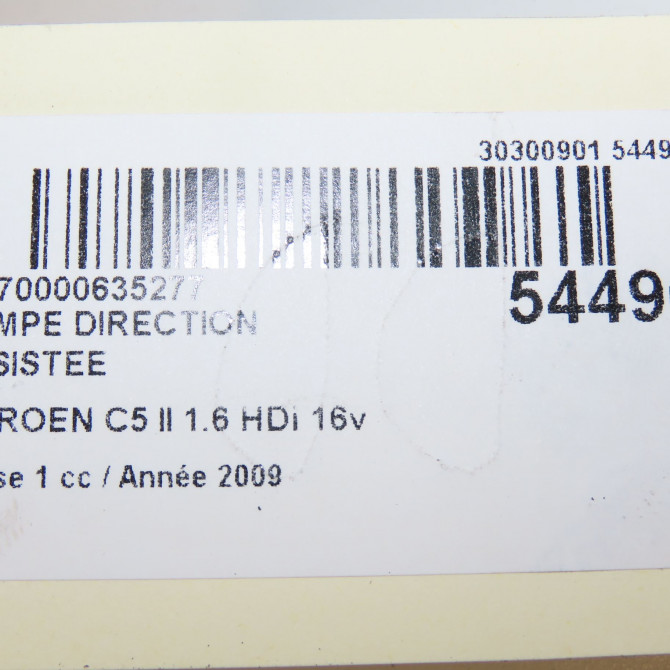 30300901 5449
70000635277
5449
MPE DIRECTION
SISTEE
ROEN C5 II 1.6 HDi 16v
se 1 cc / Année 2009